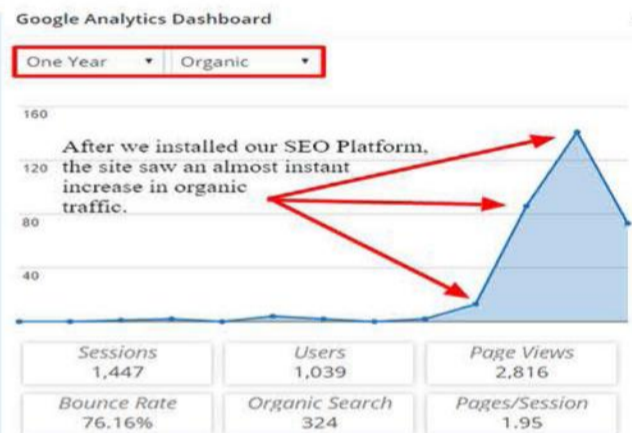 Google Analytics Dashboard
One Year Organic
160
After we installed our SEO Platform,
120 the site saw an almost instant
increase in organic
traffic.
80
40
Sessions Users Page Views
1,447 1,039 2,816
Bounce Rate Organic Search Pages/Session
76.16% 324 1.95